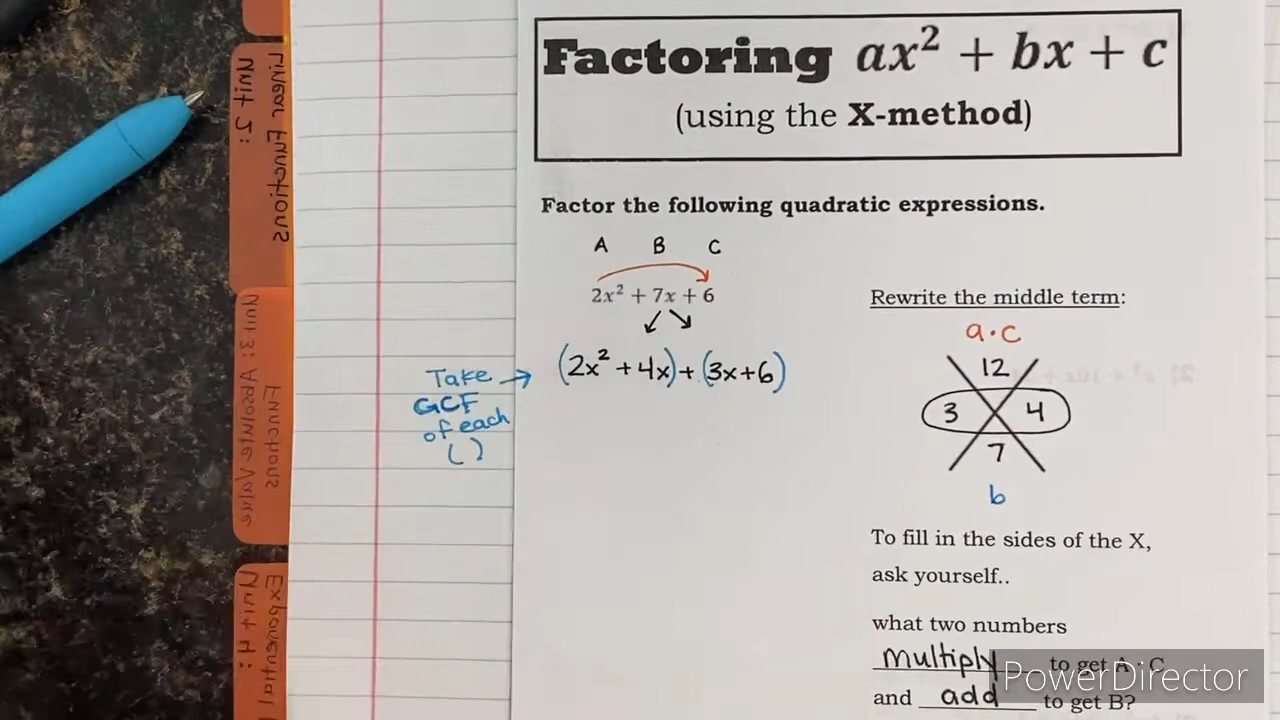 Factoring ax² + bx + c
(using the X-method)
Factor the following quadratic expressions.
A B C
2x² + 7x + 6
(2x² + 4x) + (3x + 6)
Take →
GCF
of each
( )
Rewrite the middle term:
a · c
12
3 4
7
b
To fill in the sides of the X,
ask yourself..
what two numbers
multiply to get A · C
and add to get B?
PowerDirector
Linear Functions
Unit 5:
Functions
Unit 3: Absolute Value
Exponential
Unit 4: